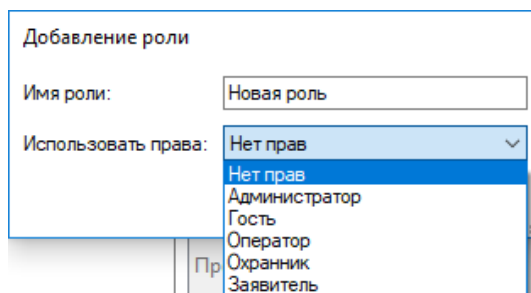 Добавление роли
Имя роли: Новая роль
Использовать права: Нет прав
Нет прав
Администратор
Гость
Оператор
Охранник
Заявитель